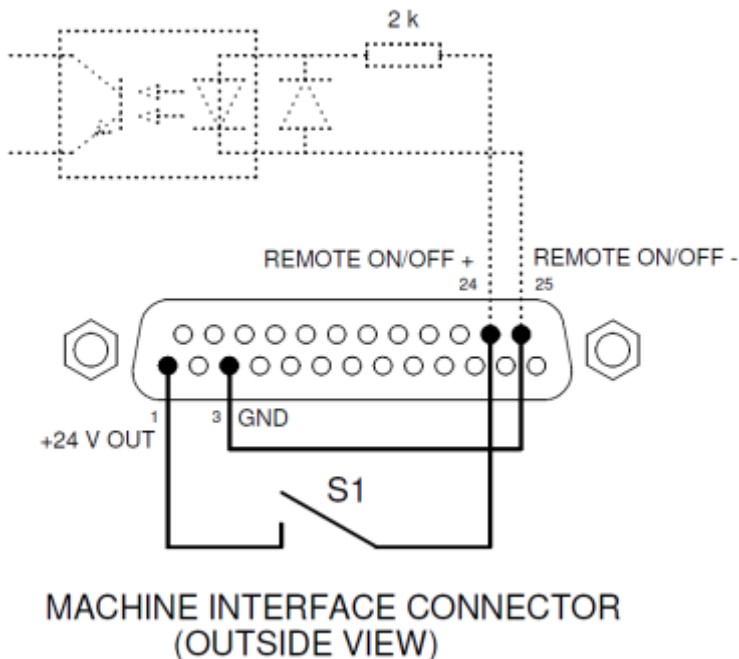 2 k
REMOTE ON/OFF +
REMOTE ON/OFF -
24
25
1
3
GND
+24 V OUT
S1
MACHINE INTERFACE CONNECTOR
(OUTSIDE VIEW)